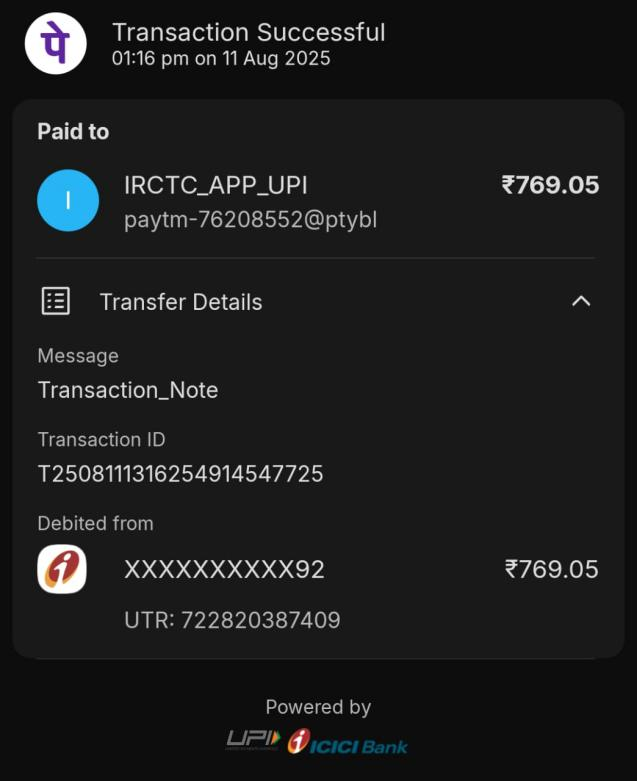 पे
Transaction Successful
01:16 pm on 11 Aug 2025
Paid to
I
IRCTC_APP_UPI
₹769.05
paytm-76208552@ptybl
Transfer Details
Message
Transaction_Note
Transaction ID
T2508111316254914547725
Debited from
XXXXXXXXXX92
₹769.05
UTR: 722820387409
Powered by
UPI
ICICI Bank